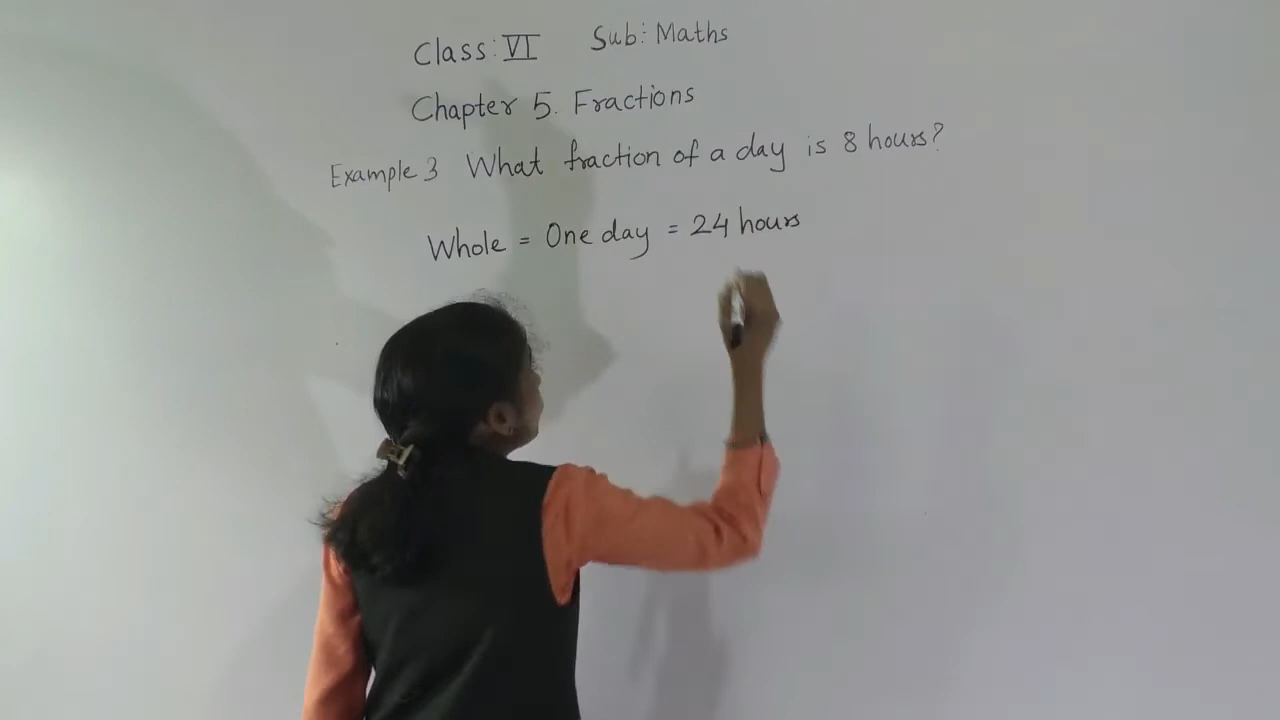 Class: VI Sub: Maths
Chapter 5. Fractions
Example 3 What fraction of a day is 8 hours?
Whole = One day = 24 hours